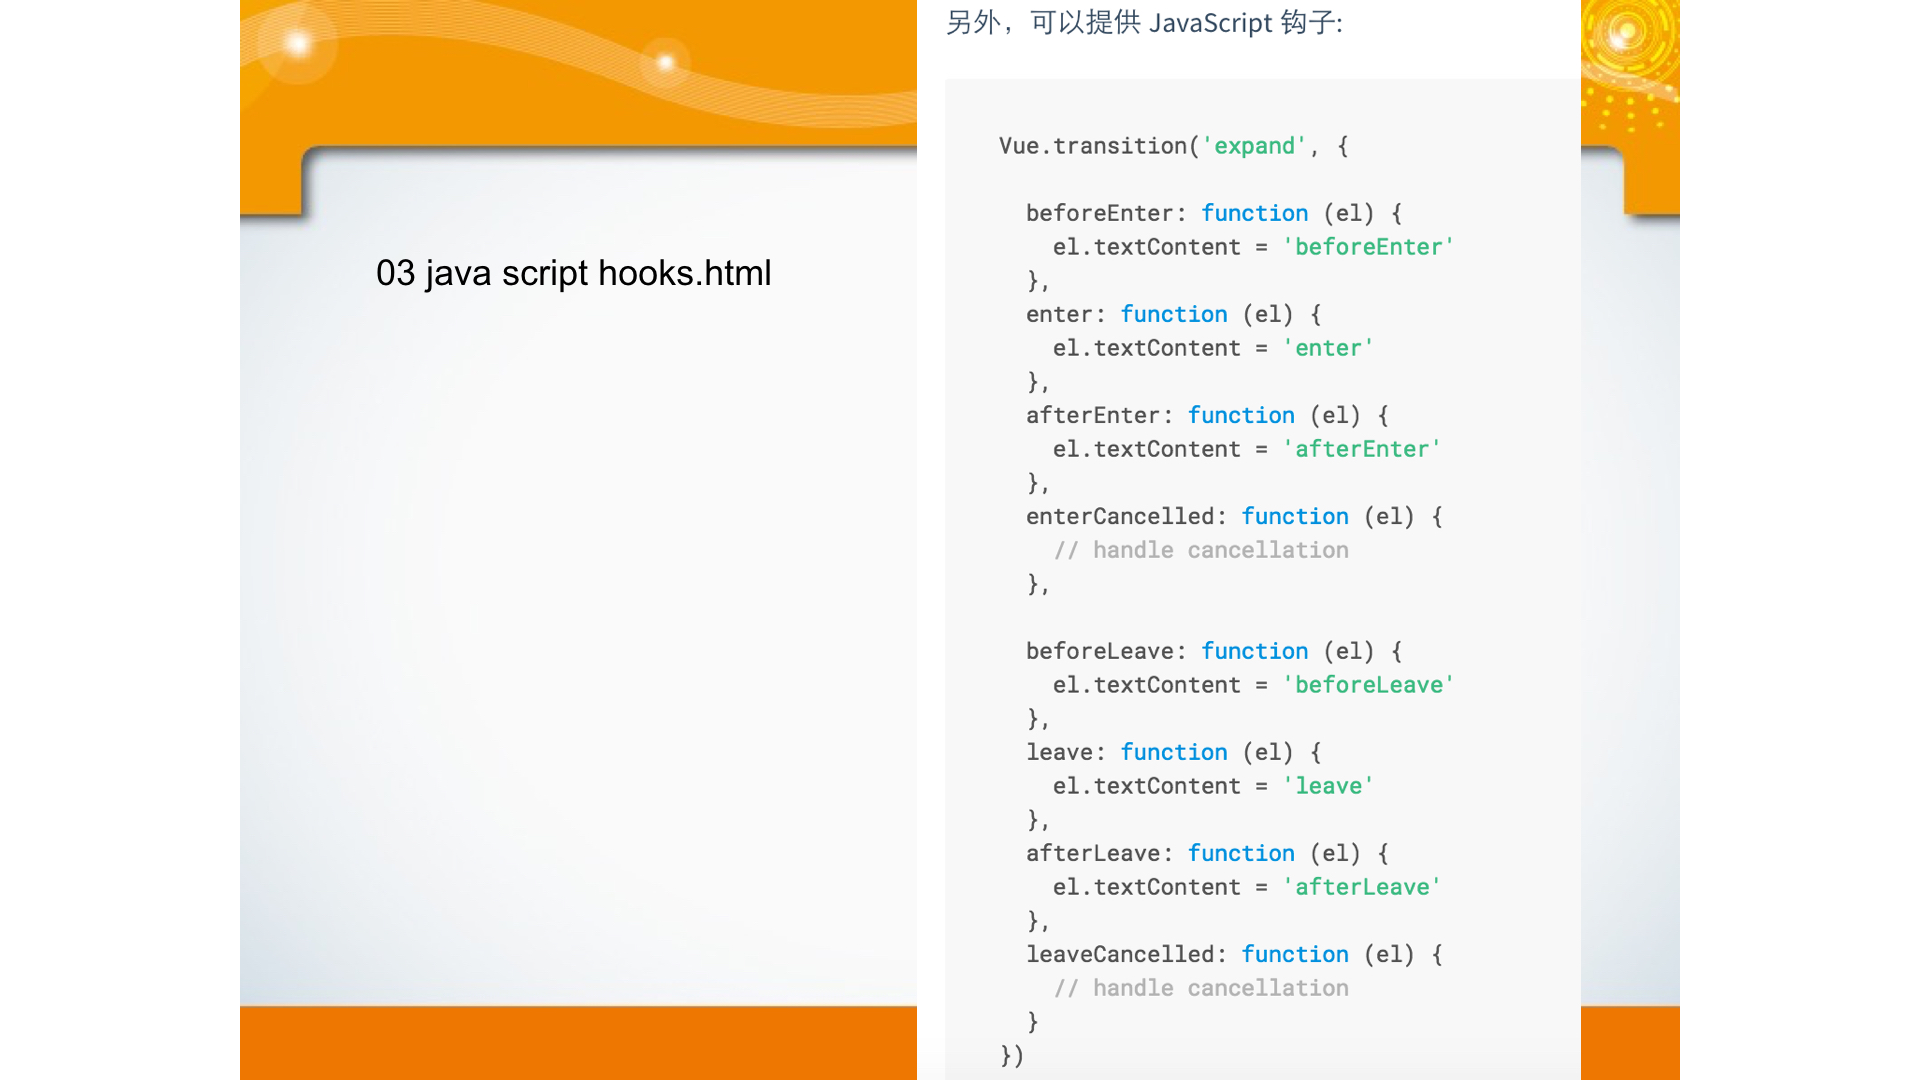 03 java script hooks.html
另外，可以提供 JavaScript 钩子:
Vue.transition('expand', {
  beforeEnter: function (el) {
    el.textContent = 'beforeEnter'
  },
  enter: function (el) {
    el.textContent = 'enter'
  },
  afterEnter: function (el) {
    el.textContent = 'afterEnter'
  },
  enterCancelled: function (el) {
    // handle cancellation
  },
  beforeLeave: function (el) {
    el.textContent = 'beforeLeave'
  },
  leave: function (el) {
    el.textContent = 'leave'
  },
  afterLeave: function (el) {
    el.textContent = 'afterLeave'
  },
  leaveCancelled: function (el) {
    // handle cancellation
  }
})